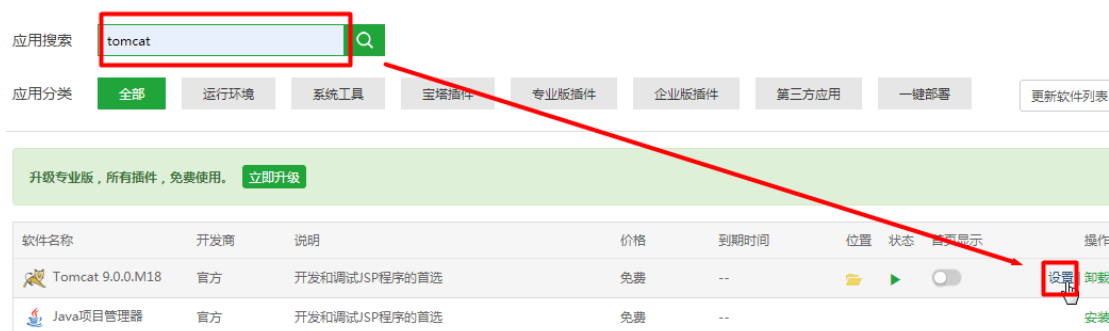 应用搜索 tomcat
应用分类 全部 运行环境 系统工具 宝塔插件 专业版插件 企业版插件 第三方应用 一键部署 更新软件列表
升级专业版，所有插件，免费使用。 立即升级
软件名称 开发商 说明 价格 到期时间 位置 状态 首页显示 操作
Tomcat 9.0.0.M18 官方 开发和调试JSP程序的首选 免费 -- 设置 卸载
Java项目管理器 官方 开发和调试JSP程序的首选 免费 -- 安装